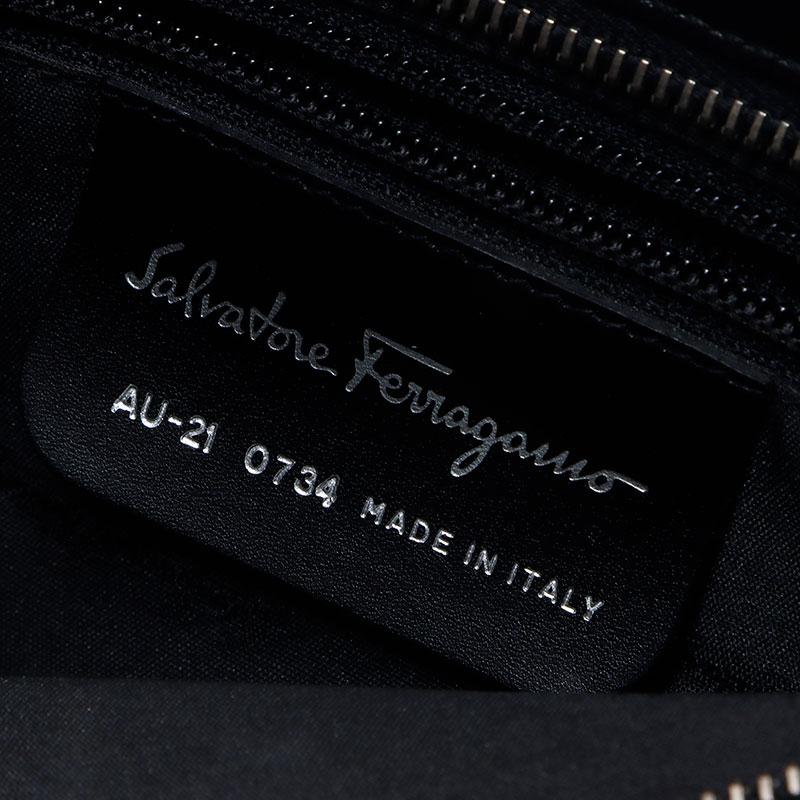 Salvatore Ferragamo
AU-21 0734 MADE IN ITALY